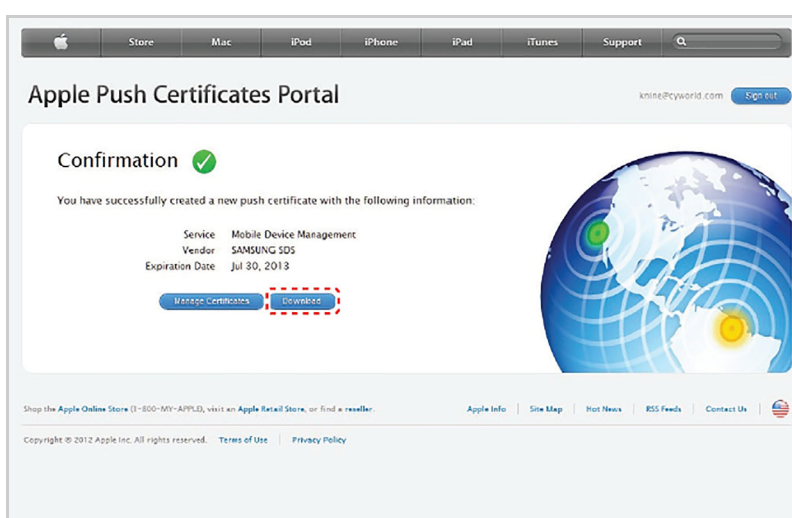 Store Mac iPod iPhone iPad iTunes Support
Apple Push Certificates Portal
knine@cyworld.com Sign out
Confirmation
You have successfully created a new push certificate with the following information:
Service Mobile Device Management
Vendor SAMSUNG SDS
Expiration Date Jul 30, 2013
Manage Certificates Download
Shop the Apple Online Store (1-800-MY-APPLE), visit an Apple Retail Store, or find a reseller. Apple Info Site Map Hot News RSS Feeds Contact Us
Copyright © 2012 Apple Inc. All rights reserved. Terms of Use Privacy Policy